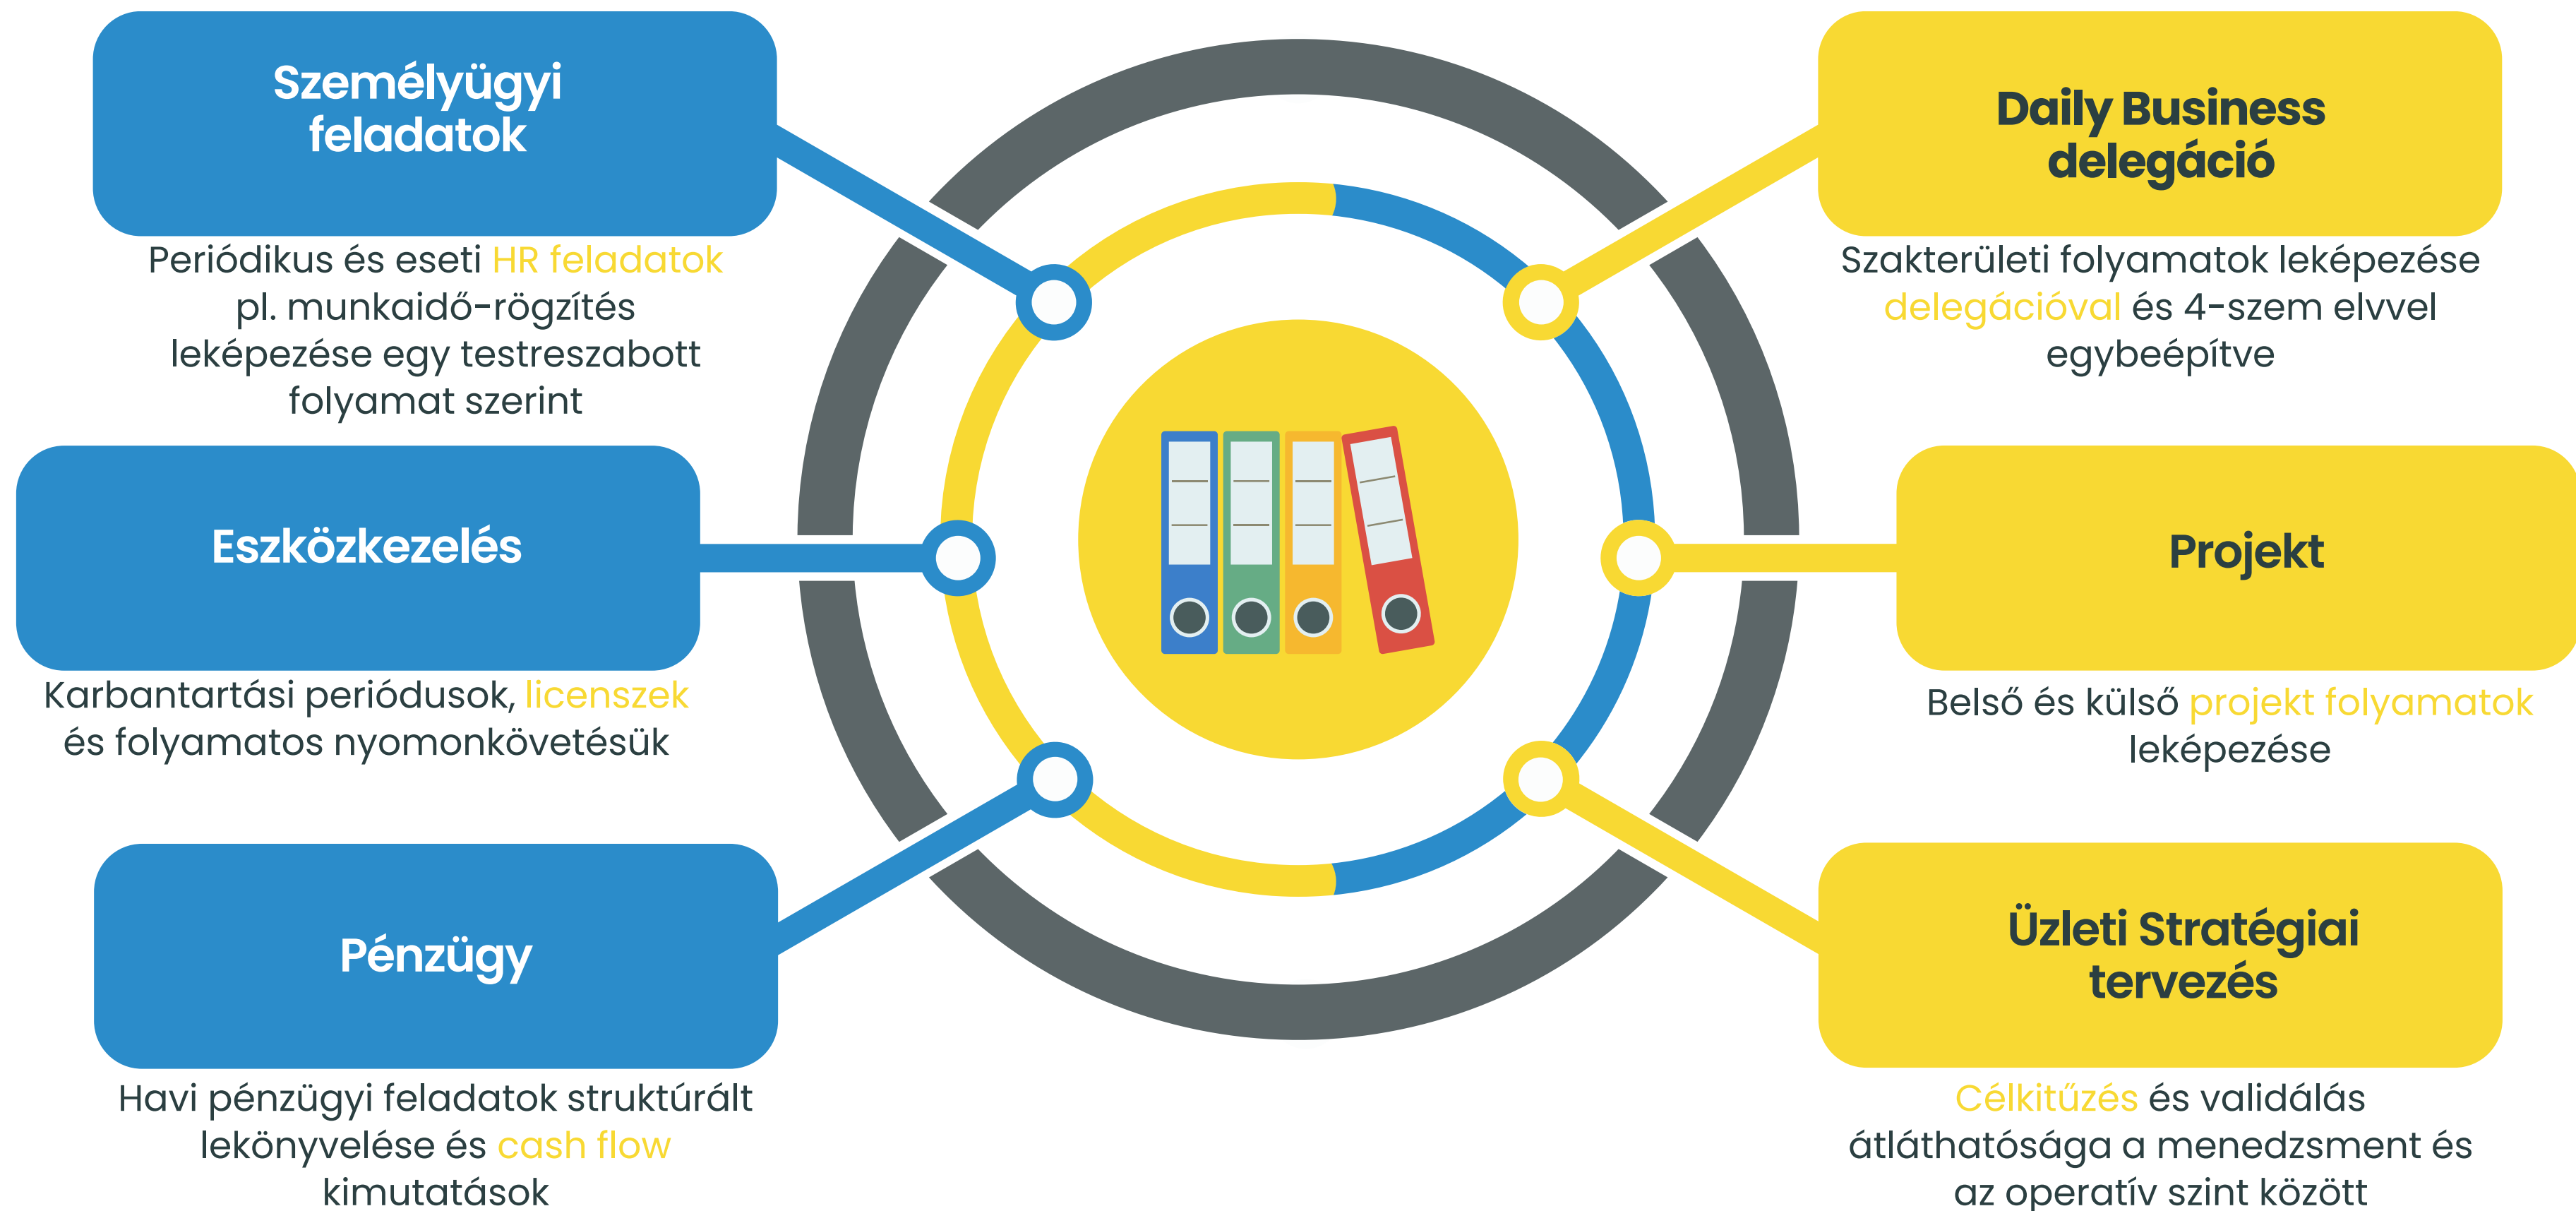 Személyügyi
feladatok
Periódikus és eseti HR feladatok
pl. munkaidő-rögzítés
leképezése egy testreszabott
folyamat szerint
Eszközkezelés
Karbantartási periódusok, licenszek
és folyamatos nyomonkövetésük
Pénzügy
Havi pénzügyi feladatok struktúrált
lekönyvelése és cash flow
kimutatások
Daily Business
delegáció
Szakterületi folyamatok leképezése
delegációval és 4-szem elvvel
egybeépítve
Projekt
Belső és külső projekt folyamatok
leképezése
Üzleti Stratégiai
tervezés
Célkitűzés és validálás
átláthatósága a menedzsment és
az operatív szint között